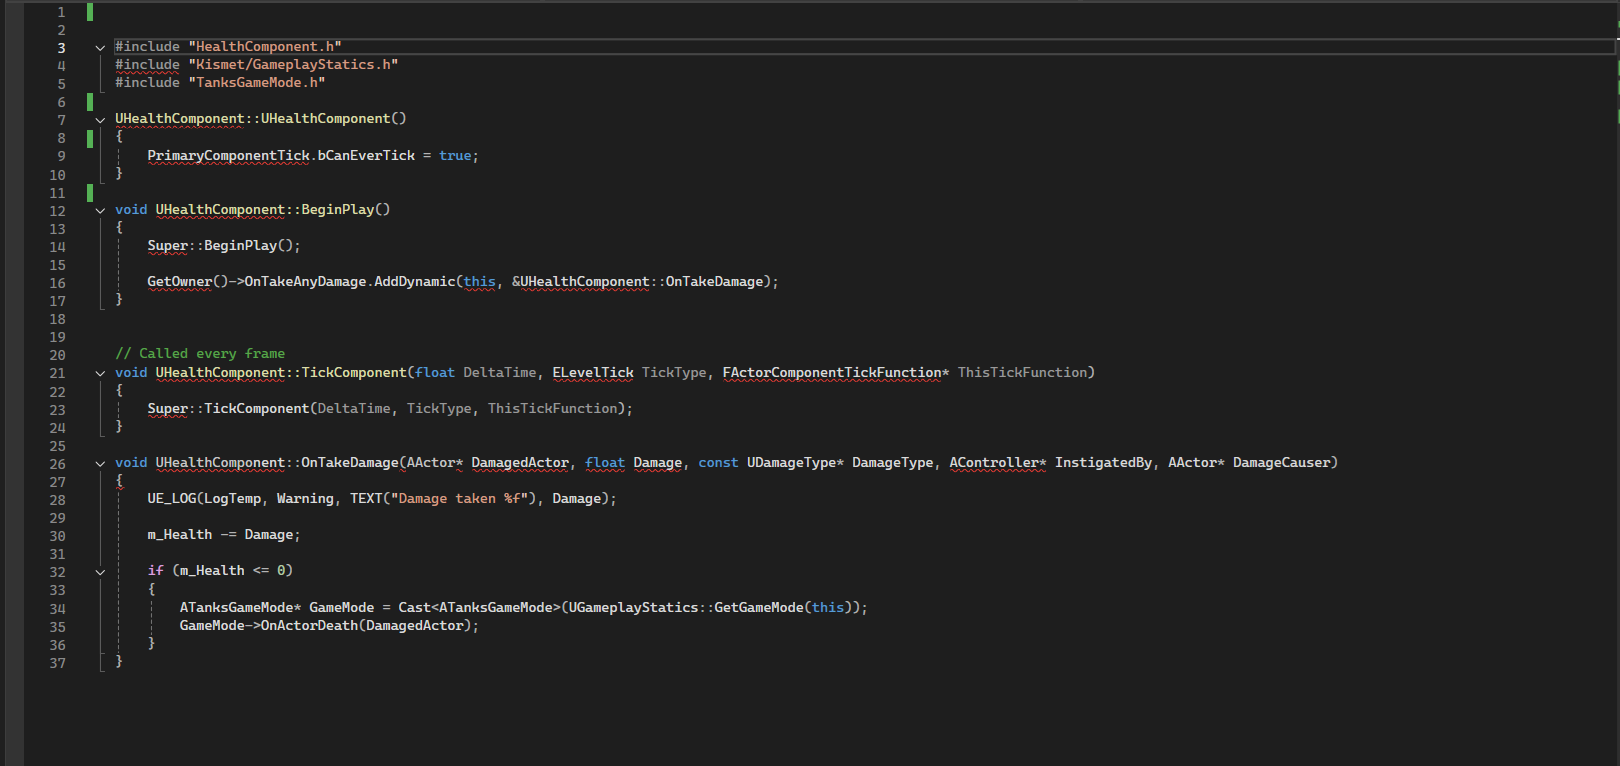 1
2
3 #include "HealthComponent.h"
4 #include "Kismet/GameplayStatics.h"
5 #include "TanksGameMode.h"
6
7 UHealthComponent::UHealthComponent()
8 {
9     PrimaryComponentTick.bCanEverTick = true;
10 }
11
12 void UHealthComponent::BeginPlay()
13 {
14     Super::BeginPlay();
15
16     GetOwner()->OnTakeAnyDamage.AddDynamic(this, &UHealthComponent::OnTakeDamage);
17 }
18
19
20 // Called every frame
21 void UHealthComponent::TickComponent(float DeltaTime, ELevelTick TickType, FActorComponentTickFunction* ThisTickFunction)
22 {
23     Super::TickComponent(DeltaTime, TickType, ThisTickFunction);
24 }
25
26 void UHealthComponent::OnTakeDamage(AActor* DamagedActor, float Damage, const UDamageType* DamageType, AController* InstigatedBy, AActor* DamageCauser)
27 {
28     UE_LOG(LogTemp, Warning, TEXT("Damage taken %f"), Damage);
29
30     m_Health -= Damage;
31
32     if (m_Health <= 0)
33     {
34         ATanksGameMode* GameMode = Cast<ATanksGameMode>(UGameplayStatics::GetGameMode(this));
35         GameMode->OnActorDeath(DamagedActor);
36     }
37 }